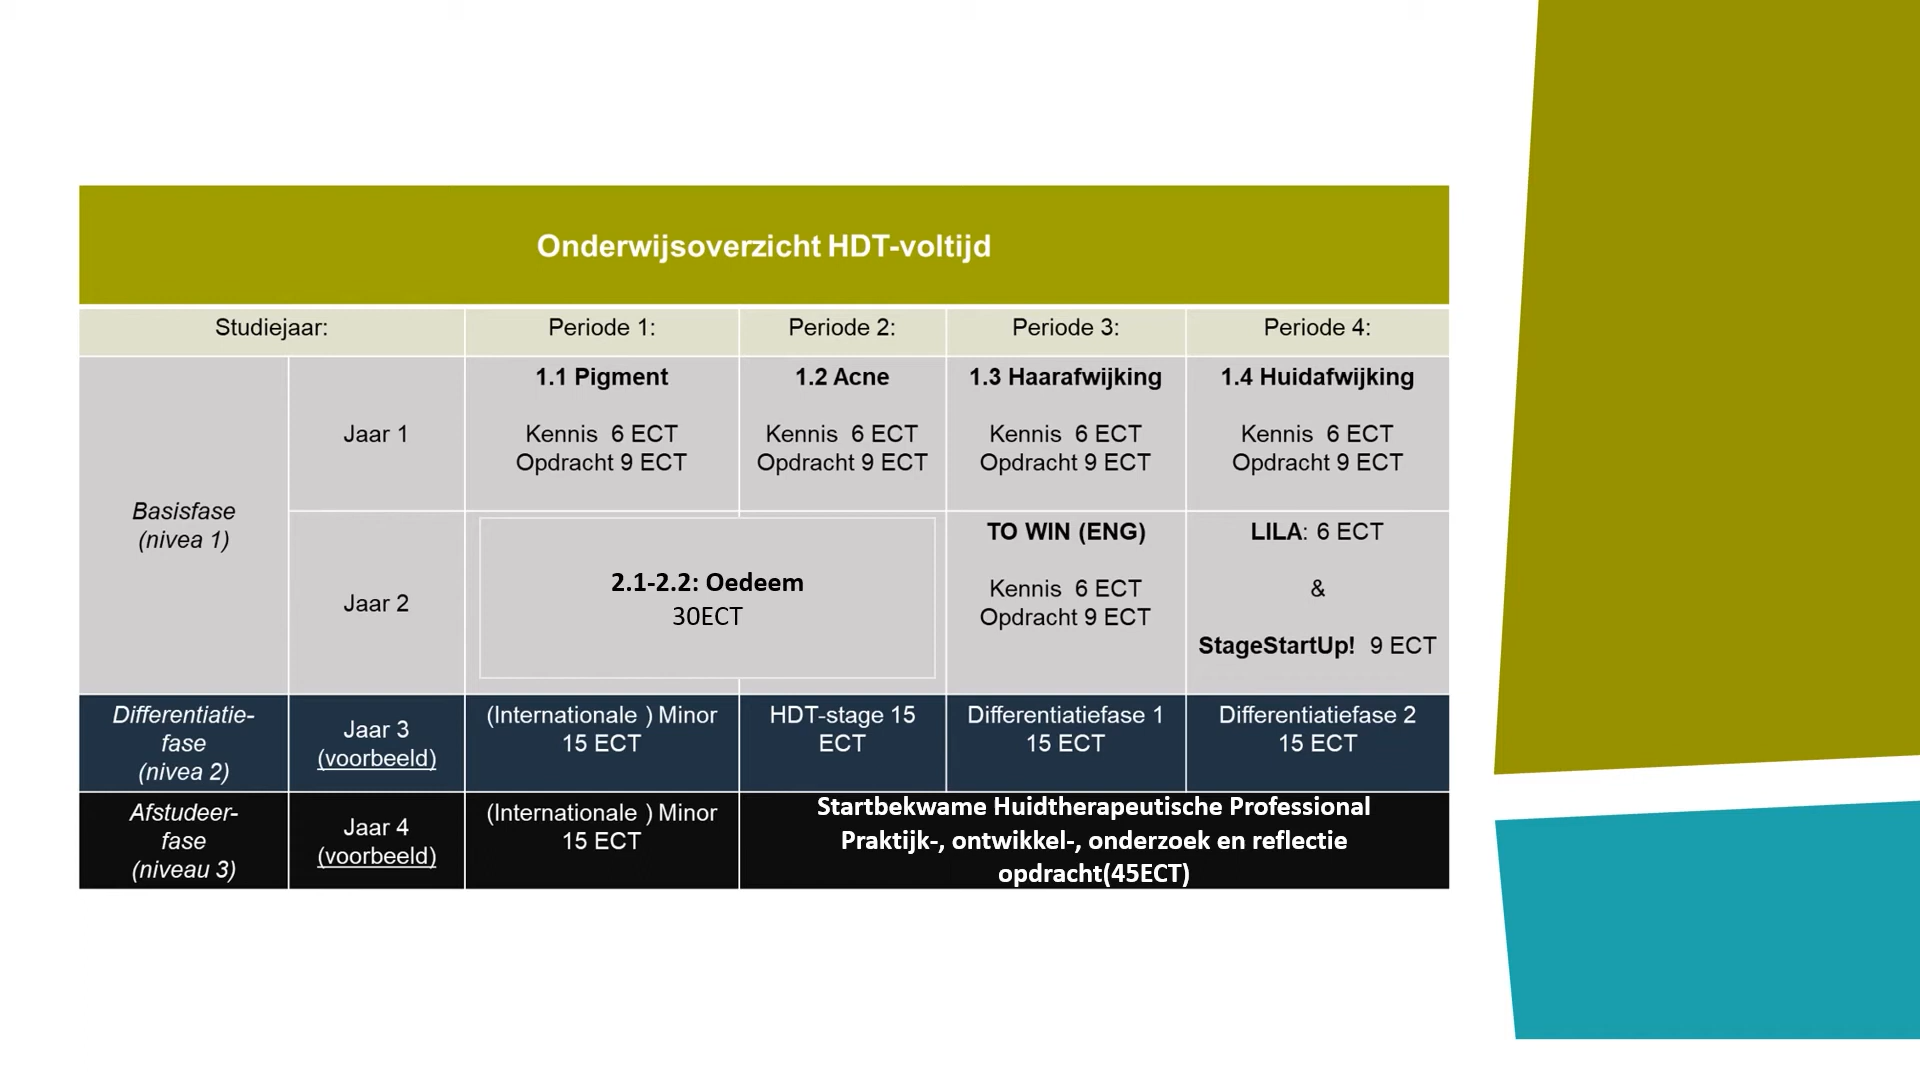 Onderwijsoverzicht HDT-voltijd
Studiejaar:
Periode 1:
Periode 2:
Periode 3:
Periode 4:
Basisfase
(nivea 1)
Jaar 1
1.1 Pigment
Kennis 6 ECT
Opdracht 9 ECT
1.2 Acne
Kennis 6 ECT
Opdracht 9 ECT
1.3 Haarafwijking
Kennis 6 ECT
Opdracht 9 ECT
1.4 Huidafwijking
Kennis 6 ECT
Opdracht 9 ECT
Jaar 2
2.1-2.2: Oedeem
30ECT
TO WIN (ENG)
Kennis 6 ECT
Opdracht 9 ECT
LILA: 6 ECT
&
StageStartUp! 9 ECT
Differentiatie-
fase
(nivea 2)
Jaar 3
(voorbeeld)
(Internationale ) Minor
15 ECT
HDT-stage 15
ECT
Differentiatiefase 1
15 ECT
Differentiatiefase 2
15 ECT
Afstudeer-
fase
(niveau 3)
Jaar 4
(voorbeeld)
(Internationale ) Minor
15 ECT
Startbekwame Huidtherapeutische Professional
Praktijk-, ontwikkel-, onderzoek en reflectie
opdracht(45ECT)